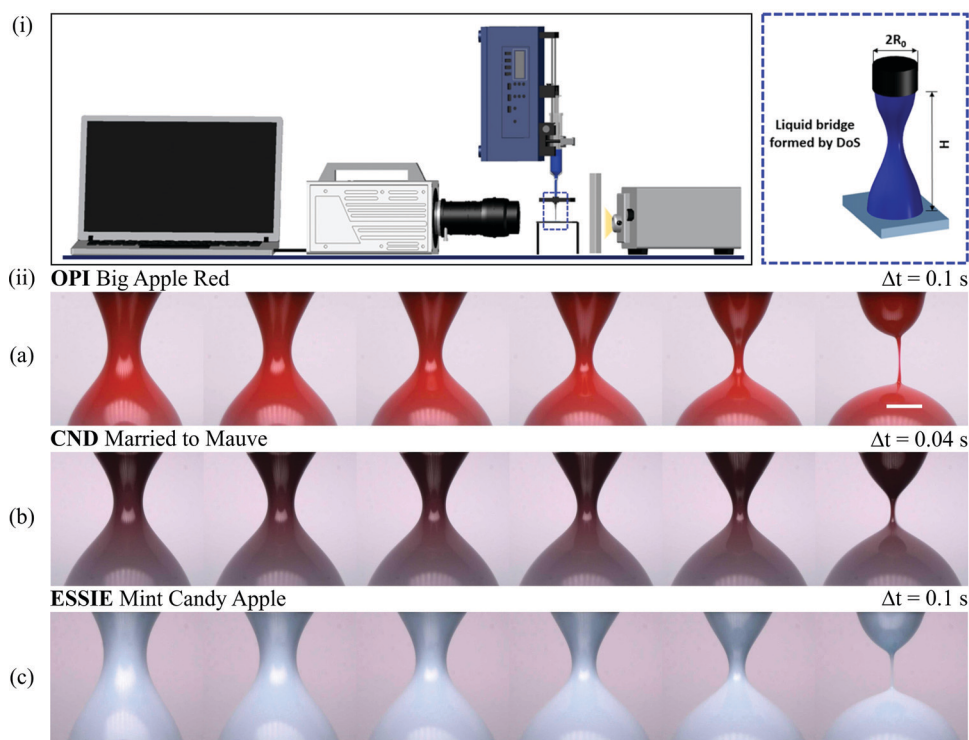 (i)
2R₀
Liquid bridge
formed by DoS
H
(ii) OPI Big Apple Red Δt = 0.1 s
(a)
CND Married to Mauve Δt = 0.04 s
(b)
ESSIE Mint Candy Apple Δt = 0.1 s
(c)